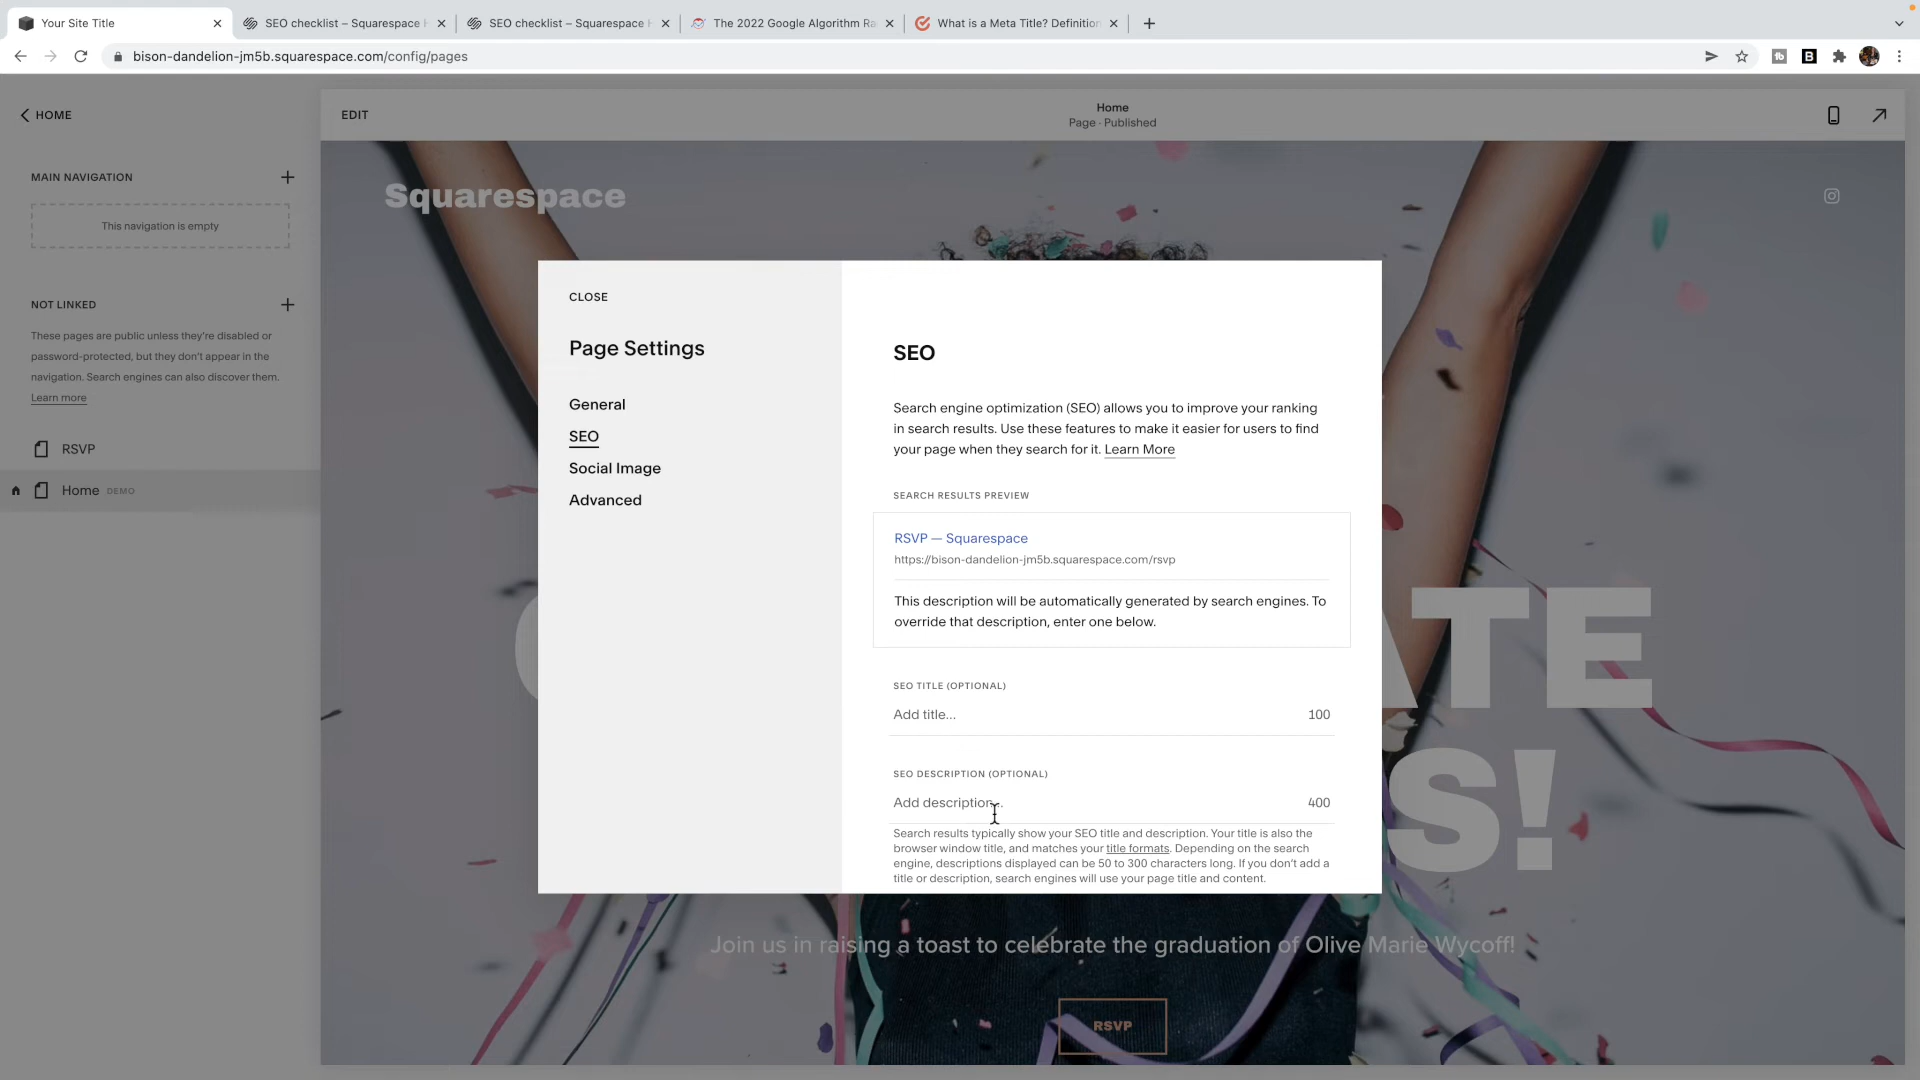 Your Site Title
SEO checklist – Squarespace H
SEO checklist – Squarespace H
The 2022 Google Algorithm Ra
What is a Meta Title? Definition
bison-dandelion-jm5b.squarespace.com/config/pages
HOME
EDIT
Home
Page - Published
MAIN NAVIGATION
This navigation is empty
NOT LINKED
These pages are public unless they're disabled or
password-protected, but they don't appear in the
navigation. Search engines can also discover them.
Learn more
RSVP
Home DEMO
Squarespace
CLOSE
Page Settings
General
SEO
Social Image
Advanced
SEO
Search engine optimization (SEO) allows you to improve your ranking
in search results. Use these features to make it easier for users to find
your page when they search for it. Learn More
SEARCH RESULTS PREVIEW
RSVP — Squarespace
https://bison-dandelion-jm5b.squarespace.com/rsvp
This description will be automatically generated by search engines. To
override that description, enter one below.
SEO TITLE (OPTIONAL)
Add title... 100
SEO DESCRIPTION (OPTIONAL)
Add description... 400
Search results typically show your SEO title and description. Your title is also the
browser window title, and matches your title formats. Depending on the search
engine, descriptions displayed can be 50 to 300 characters long. If you don't add a
title or description, search engines will use your page title and content.
ATE
S!
Join us in raising a toast to celebrate the graduation of Olive Marie Wycoff!
RSVP